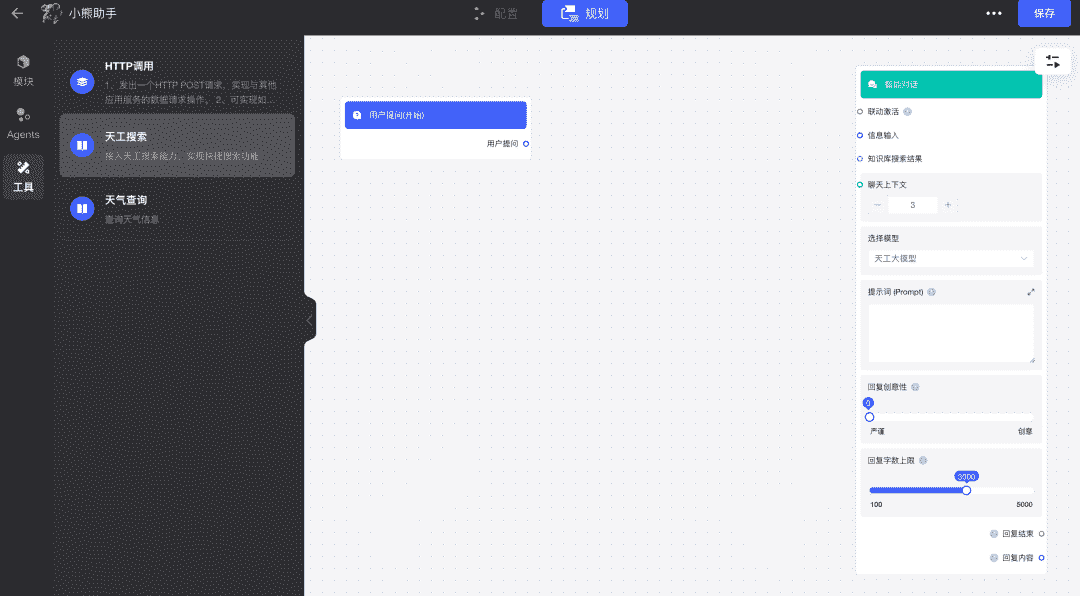 小熊助手
配置
规划
保存
模块
Agents
工具
HTTP调用
1、发出一个HTTP POST请求，实现与其他
应用服务的数据请求操作。 2、可实现如...
天工搜索
接入天工搜索能力，实现快捷搜索功能
天气查询
查询天气信息
用户提问(开始)
用户提问
智能对话
联动激活
信息输入
知识库搜索结果
聊天上下文
3
选择模型
天工大模型
提示词 (Prompt)
回复创意性
0
严谨
创意
回复字数上限
3000
100
5000
回复结束
回复内容